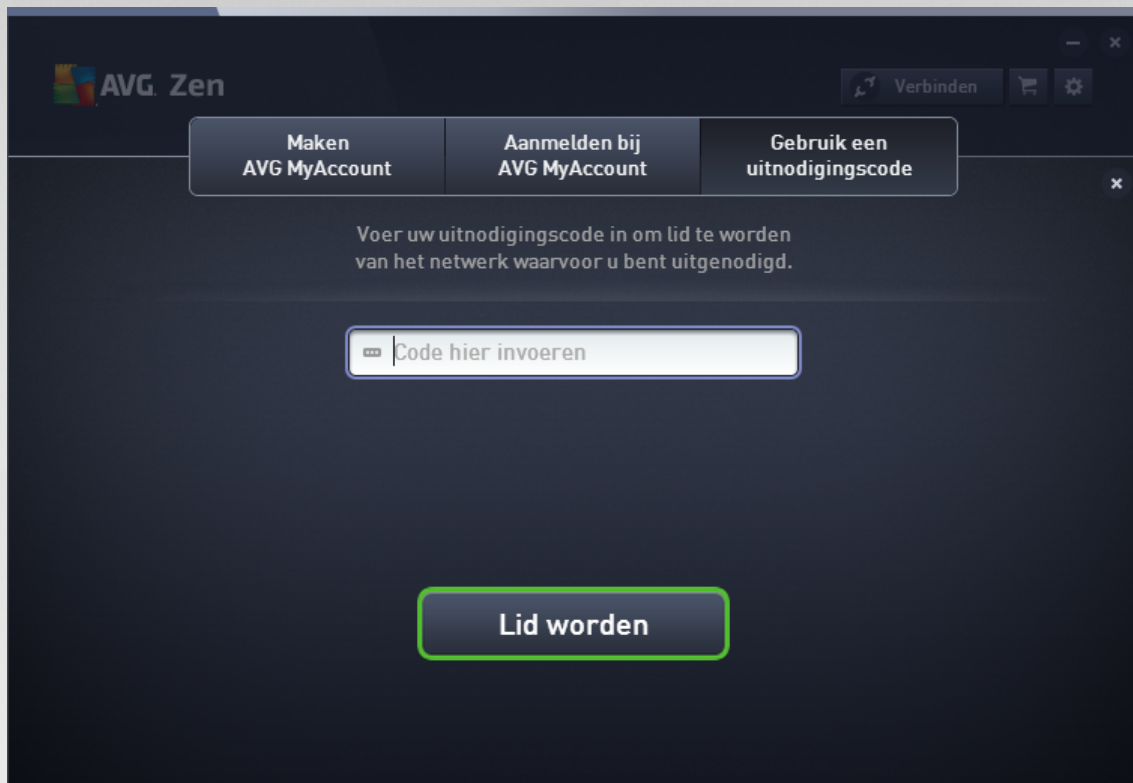 AVG. Zen
Verbinden
Maken
AVG MyAccount
Aanmelden bij
AVG MyAccount
Gebruik een
uitnodigingscode
Voer uw uitnodigingscode in om lid te worden
van het netwerk waarvoor u bent uitgenodigd.
Code hier invoeren
Lid worden